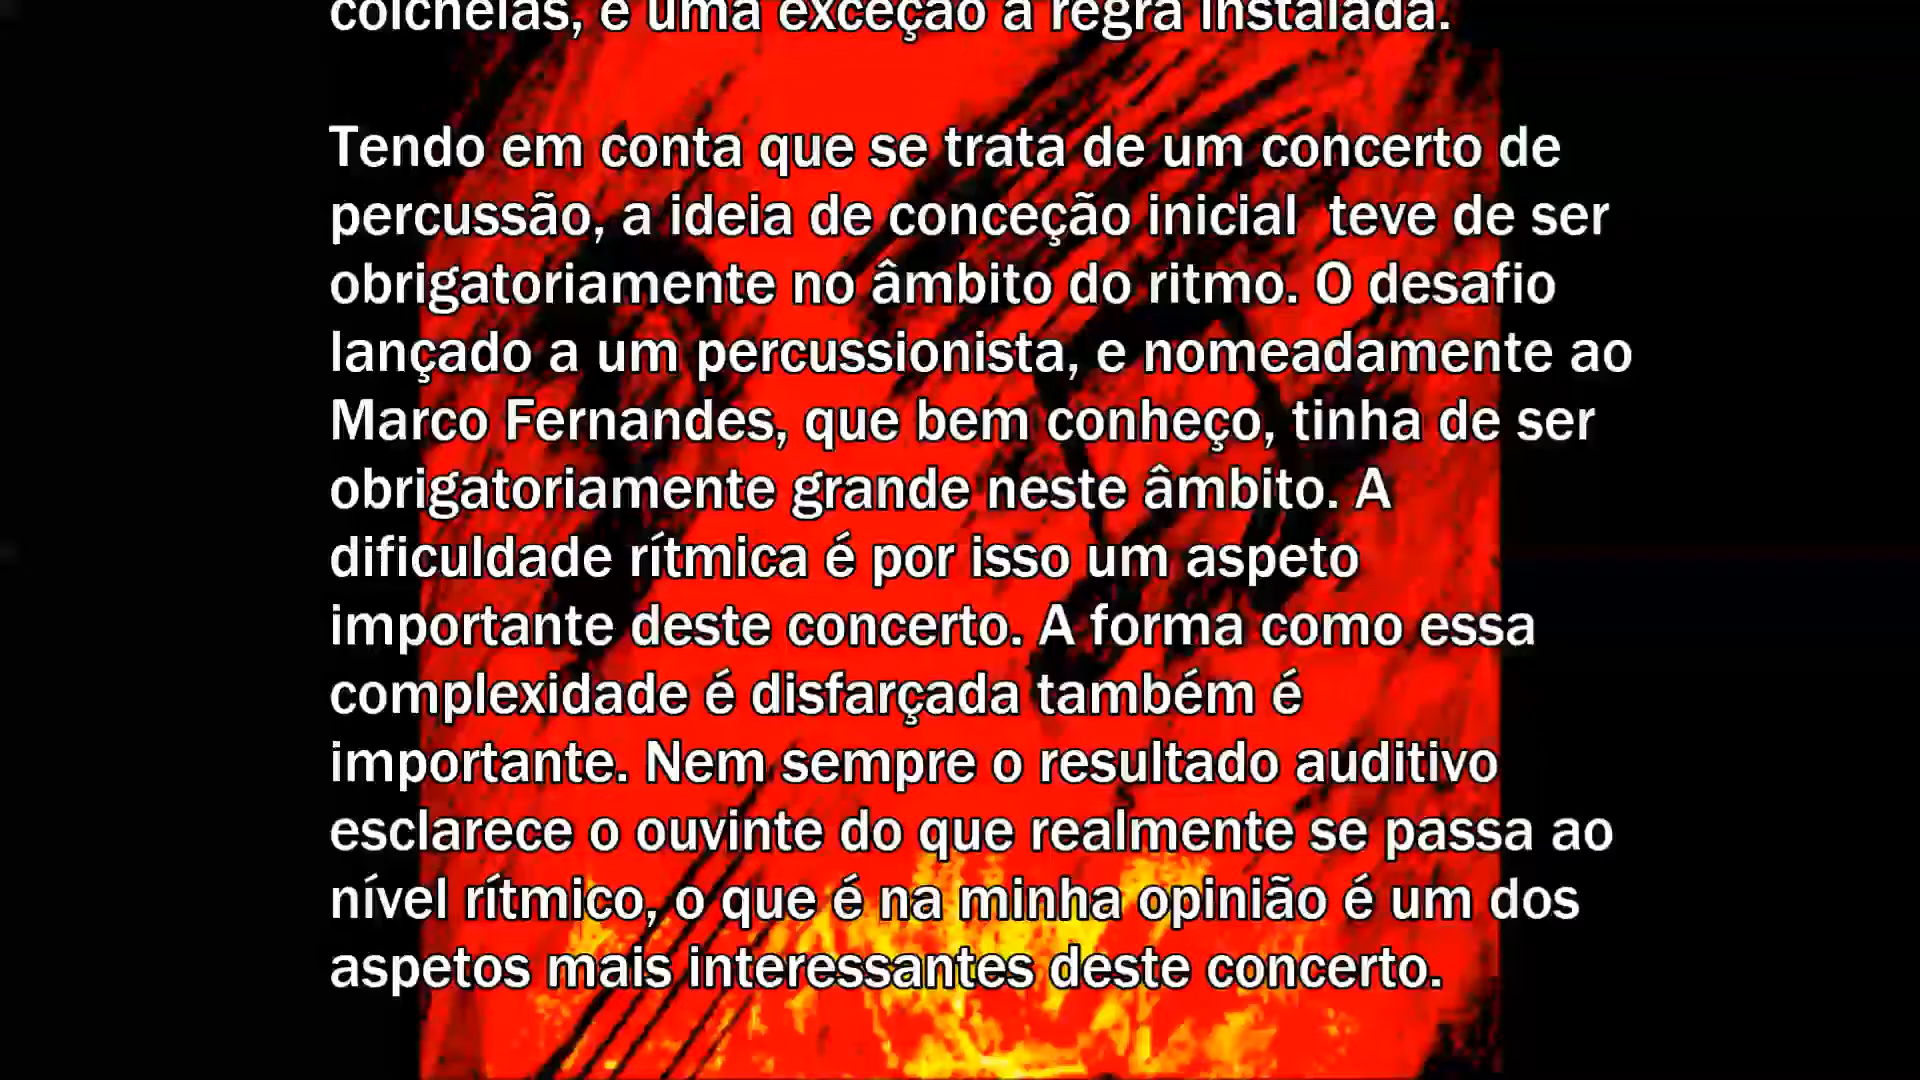 colcheias, é uma exceção à regra instalada.
Tendo em conta que se trata de um concerto de
percussão, a ideia de conceção inicial  teve de ser
obrigatoriamente no âmbito do ritmo. O desafio
lançado a um percussionista, e nomeadamente ao
Marco Fernandes, que bem conheço, tinha de ser
obrigatoriamente grande neste âmbito. A
dificuldade rítmica é por isso um aspeto
importante deste concerto. A forma como essa
complexidade é disfarçada também é
importante. Nem sempre o resultado auditivo
esclarece o ouvinte do que realmente se passa ao
nível rítmico, o que é na minha opinião é um dos
aspetos mais interessantes deste concerto.